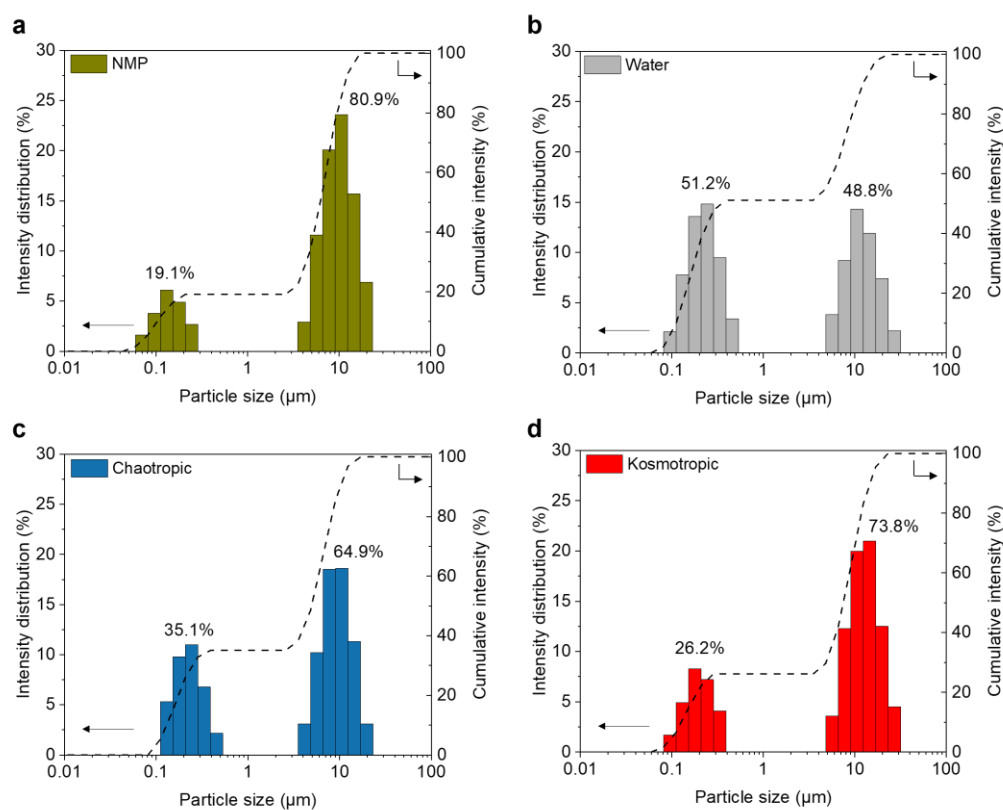 a
NMP
19.1%
80.9%
Intensity distribution (%)
Cumulative intensity (%)
30
25
20
15
10
5
0
100
80
60
40
20
0
0.01 0.1 1 10 100
Particle size (µm)
b
Water
51.2%
48.8%
Intensity distribution (%)
Cumulative intensity (%)
30
25
20
15
10
5
0
100
80
60
40
20
0
0.01 0.1 1 10 100
Particle size (µm)
c
Chaotropic
35.1%
64.9%
Intensity distribution (%)
Cumulative intensity (%)
30
25
20
15
10
5
0
100
80
60
40
20
0
0.01 0.1 1 10 100
Particle size (µm)
d
Kosmotropic
26.2%
73.8%
Intensity distribution (%)
Cumulative intensity (%)
30
25
20
15
10
5
0
100
80
60
40
20
0
0.01 0.1 1 10 100
Particle size (µm)